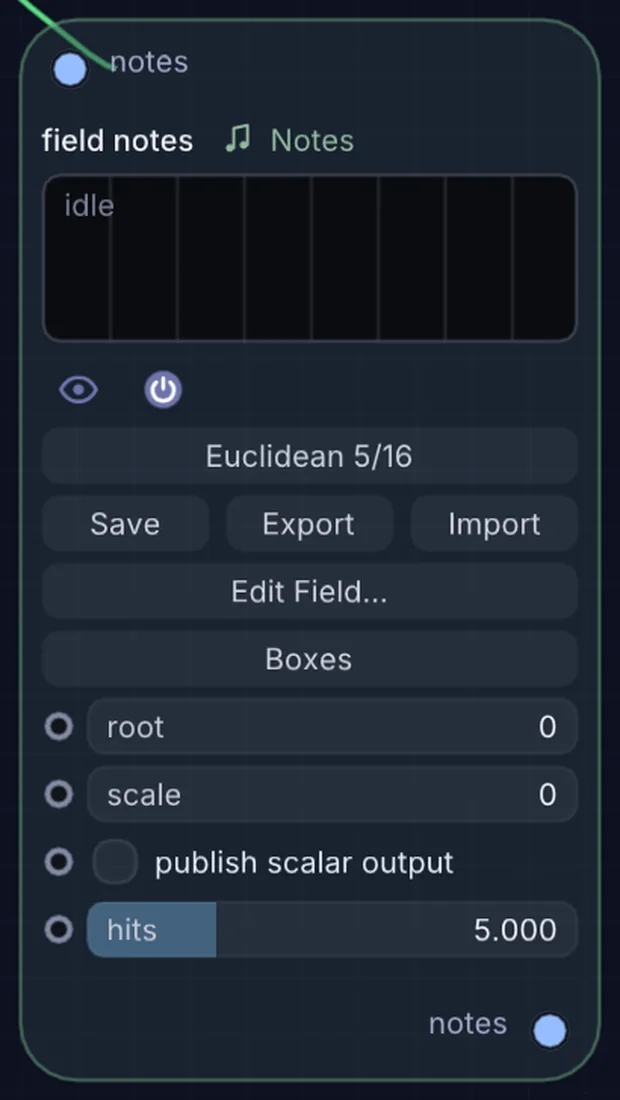 notes
field notes Notes
idle
Euclidean 5/16
Save Export Import
Edit Field...
Boxes
root 0
scale 0
publish scalar output
hits 5.000
notes